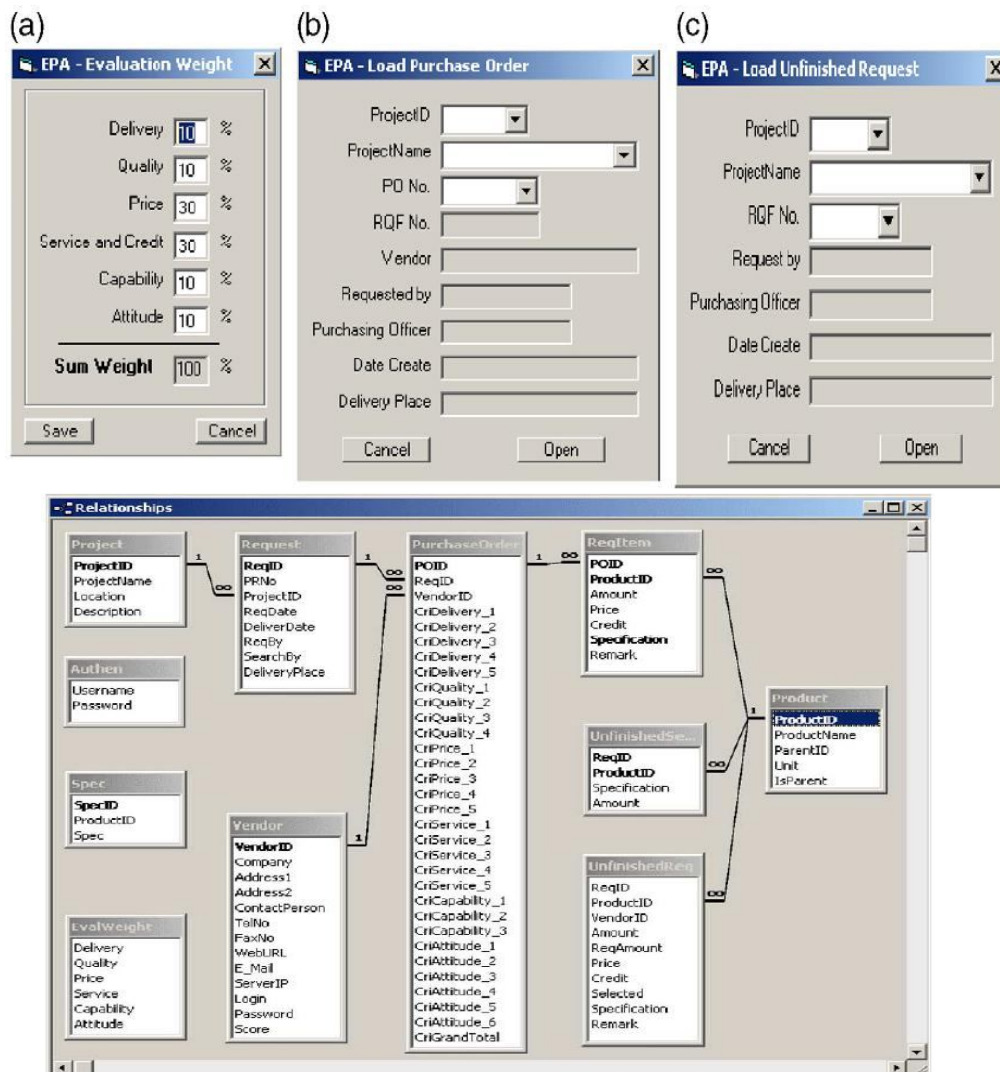 (a)
EPA - Evaluation Weight
Delivery 10 %
Quality 10 %
Price 30 %
Service and Credit 30 %
Capability 10 %
Attitude 10 %
Sum Weight 100 %
Save Cancel
(b)
EPA - Load Purchase Order
ProjectID
ProjectName
PO No.
RQF No.
Vendor
Requested by
Purchasing Officer
Date Create
Delivery Place
Cancel Open
(c)
EPA - Load Unfinished Request
ProjectID
ProjectName
RQF No.
Request by
Purchasing Officer
Date Create
Delivery Place
Cancel Open
Relationships
Project
ProjectID
ProjectName
Location
Description
Authen
Username
Password
Spec
SpecID
ProductID
Spec
EvalWeight
Delivery
Quality
Price
Service
Capability
Attitude
1
∞
Request
ReqID
PRNo
ProjectID
ReqDate
DeliverDate
ReqBy
SearchBy
DeliveryPlace
Vendor
VendorID
Company
Address1
Address2
ContactPerson
TelNo
FaxNo
WebURL
E_Mail
ServerIP
Login
Password
Score
1
∞
∞
1
PurchaseOrder
POID
ReqID
VendorID
CriDelivery_1
CriDelivery_2
CriDelivery_3
CriDelivery_4
CriDelivery_5
CriQuality_1
CriQuality_2
CriQuality_3
CriQuality_4
CriPrice_1
CriPrice_2
CriPrice_3
CriPrice_4
CriPrice_5
CriService_1
CriService_2
CriService_3
CriService_4
CriService_5
CriCapability_1
CriCapability_2
CriCapability_3
CriAttitude_1
CriAttitude_2
CriAttitude_3
CriAttitude_4
CriAttitude_5
CriAttitude_6
CriGrandTotal
1
∞
ReqItem
POID
ProductID
Amount
Price
Credit
Specification
Remark
UnfinishedSe...
ReqID
ProductID
Specification
Amount
UnfinishedReq
ReqID
ProductID
VendorID
Amount
ReqAmount
Price
Credit
Selected
Specification
Remark
∞
∞
∞
1
Product
ProductID
ProductName
ParentID
Unit
IsParent